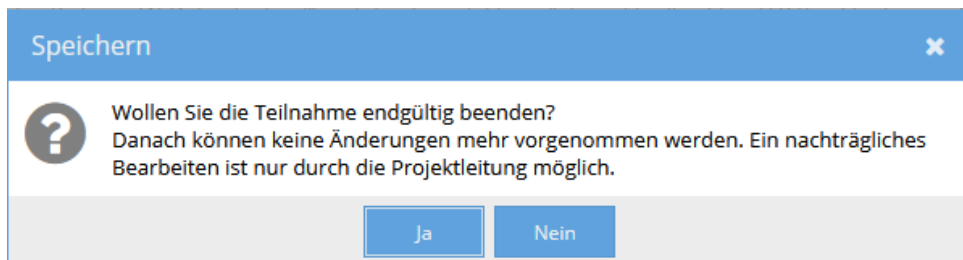 Speichern
Wollen Sie die Teilnahme endgültig beenden?
Danach können keine Änderungen mehr vorgenommen werden. Ein nachträgliches
Bearbeiten ist nur durch die Projektleitung möglich.
Ja
Nein